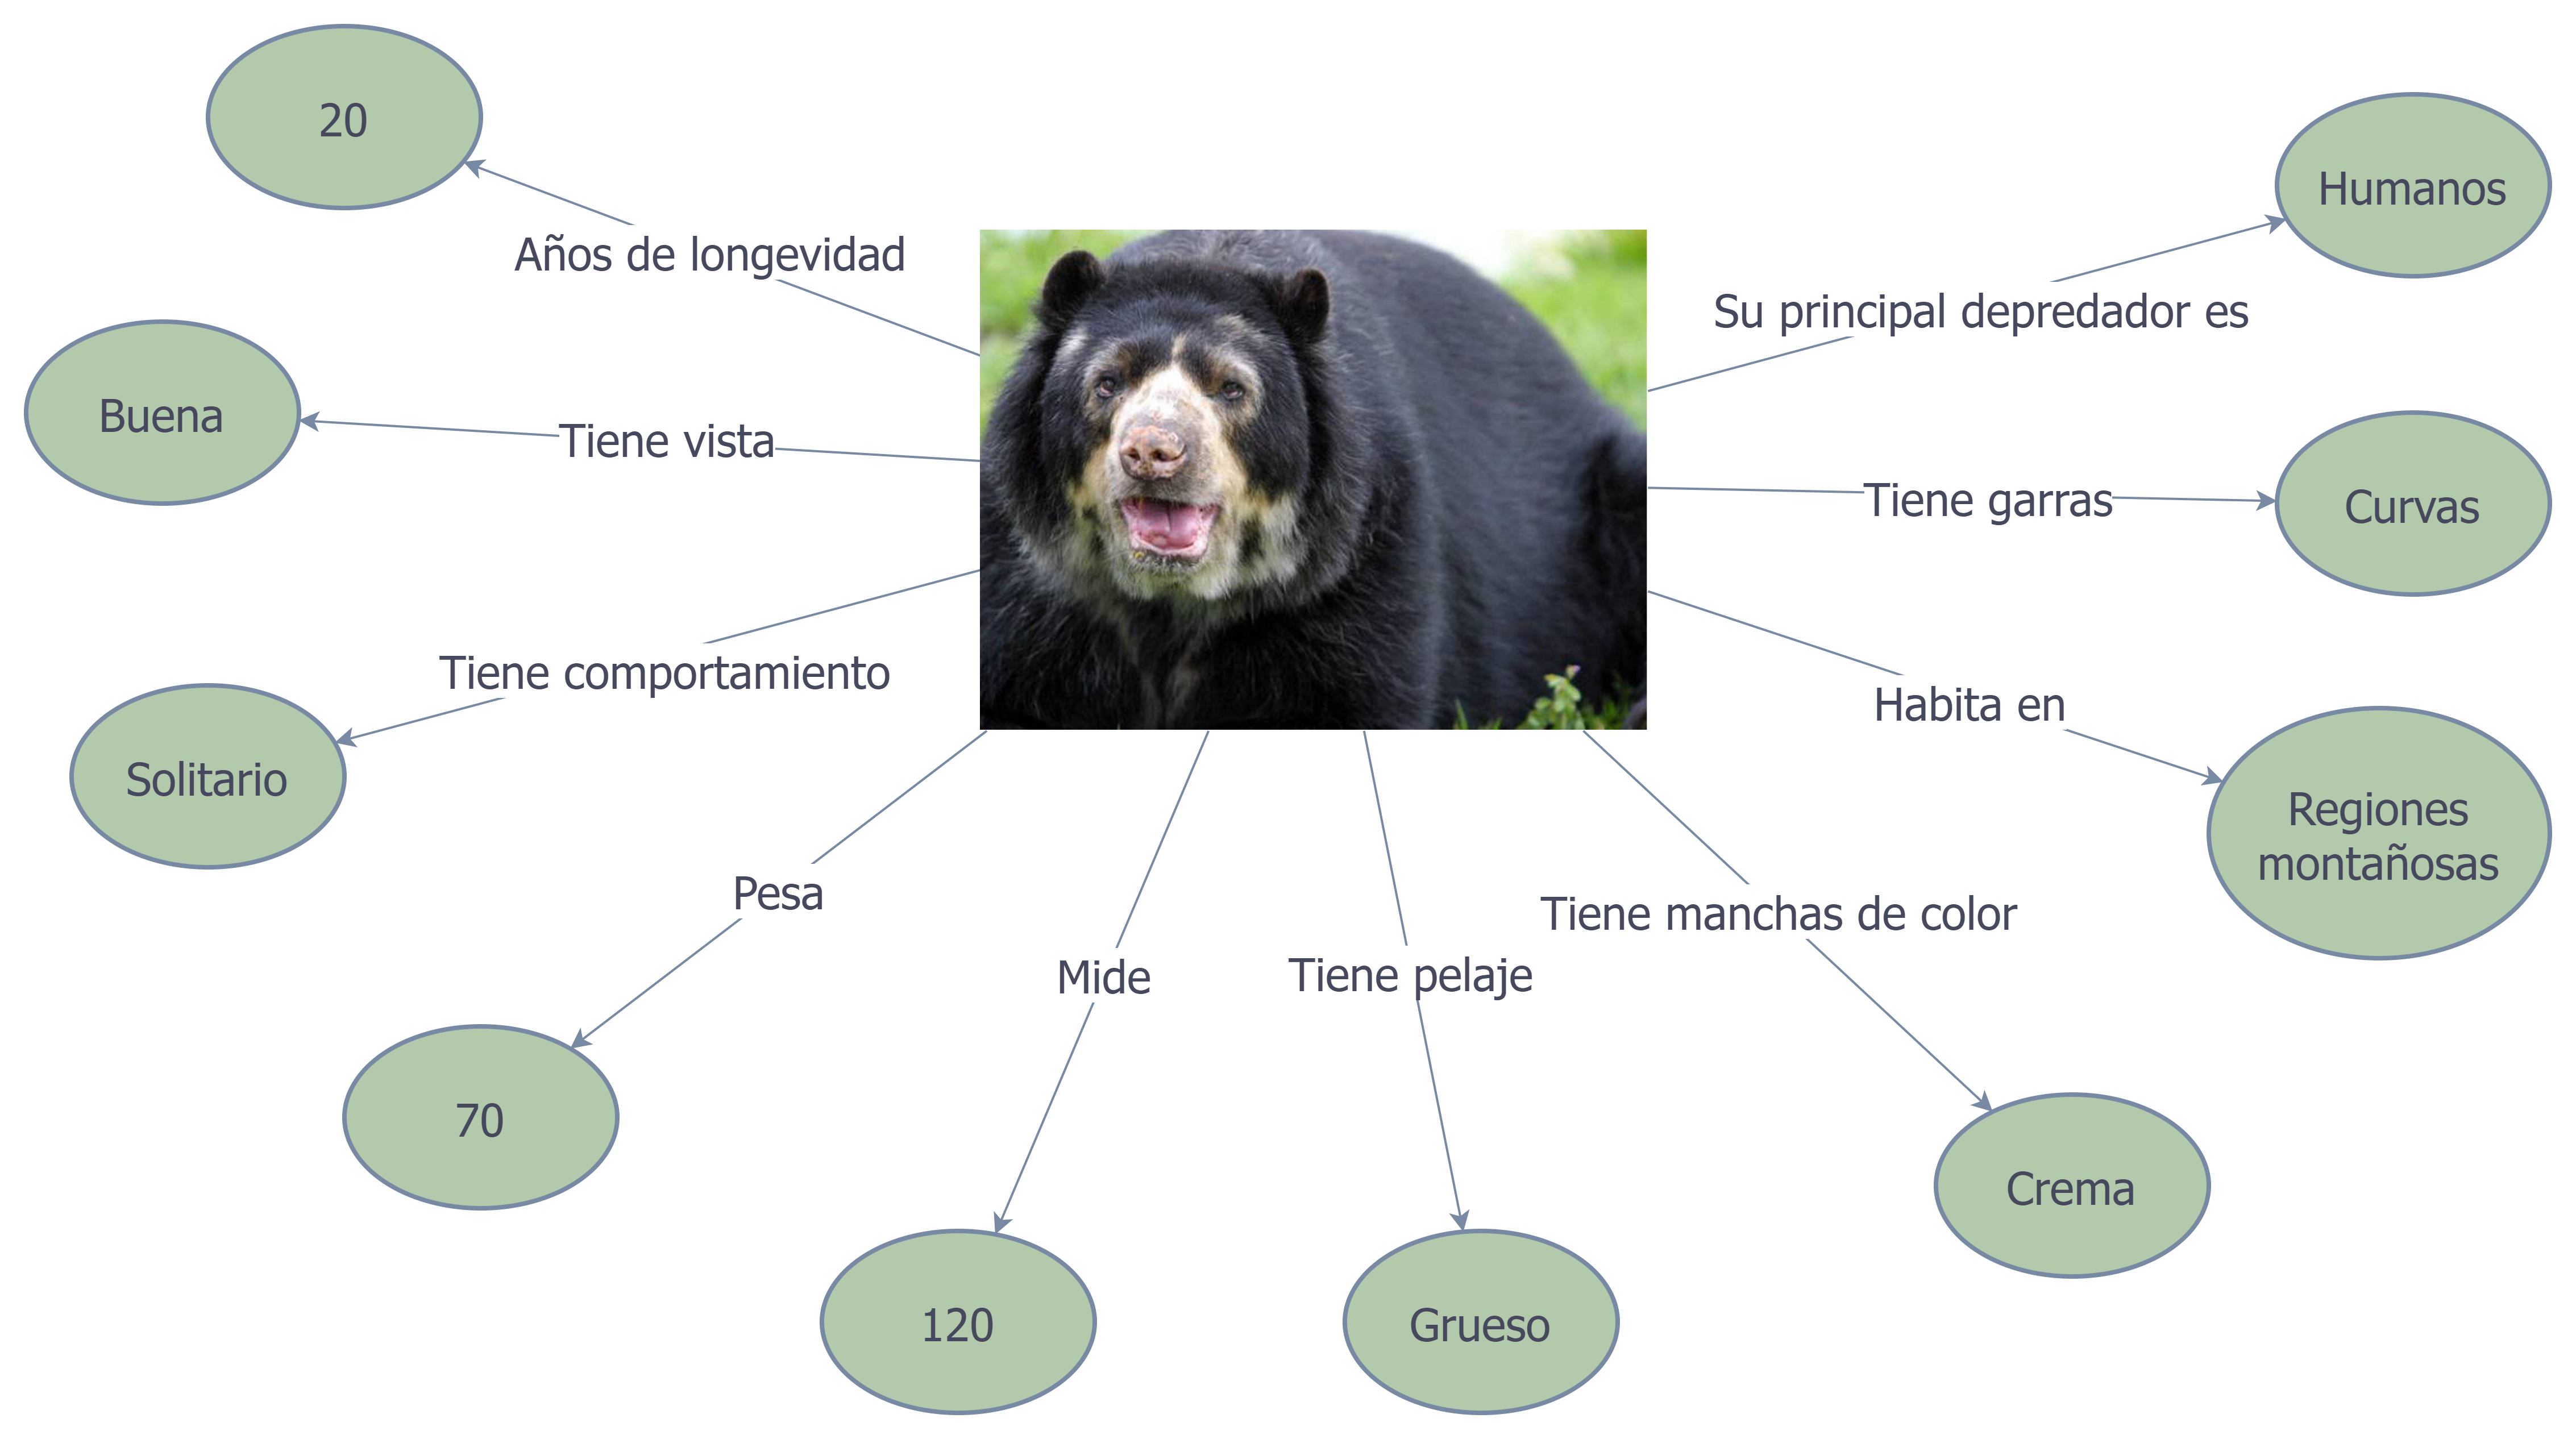 20
Humanos
Años de longevidad
Su principal depredador es
Buena
Tiene vista
Tiene garras
Curvas
Tiene comportamiento
Habita en
Solitario
Regiones
montañosas
Pesa
Tiene manchas de color
Mide
Tiene pelaje
70
Crema
120
Grueso